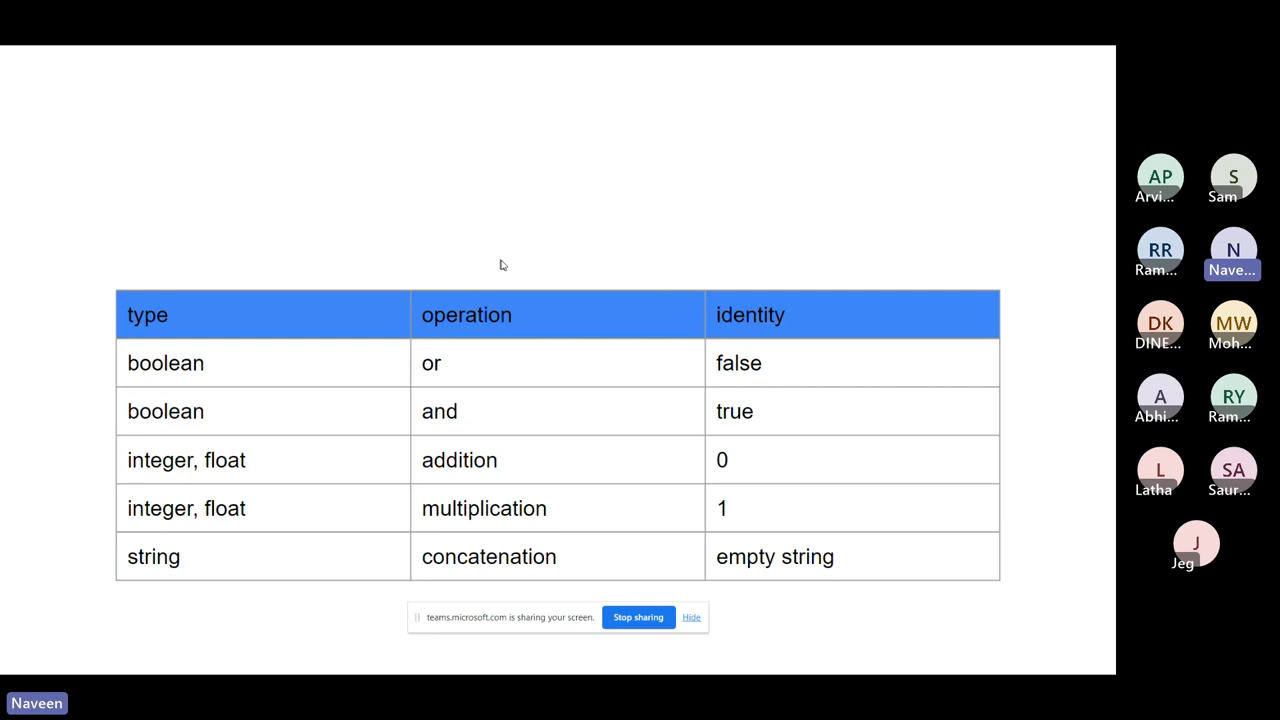 type operation identity
boolean or false
boolean and true
integer, float addition 0
integer, float multiplication 1
string concatenation empty string
teams.microsoft.com is sharing your screen. Stop sharing Hide
AP S
Arvi... Sam
RR N
Ram... Nave...
DK MW
DINE... Moh...
A RY
Abhi... Ram...
L SA
Latha Saur...
J
Jeg
Naveen